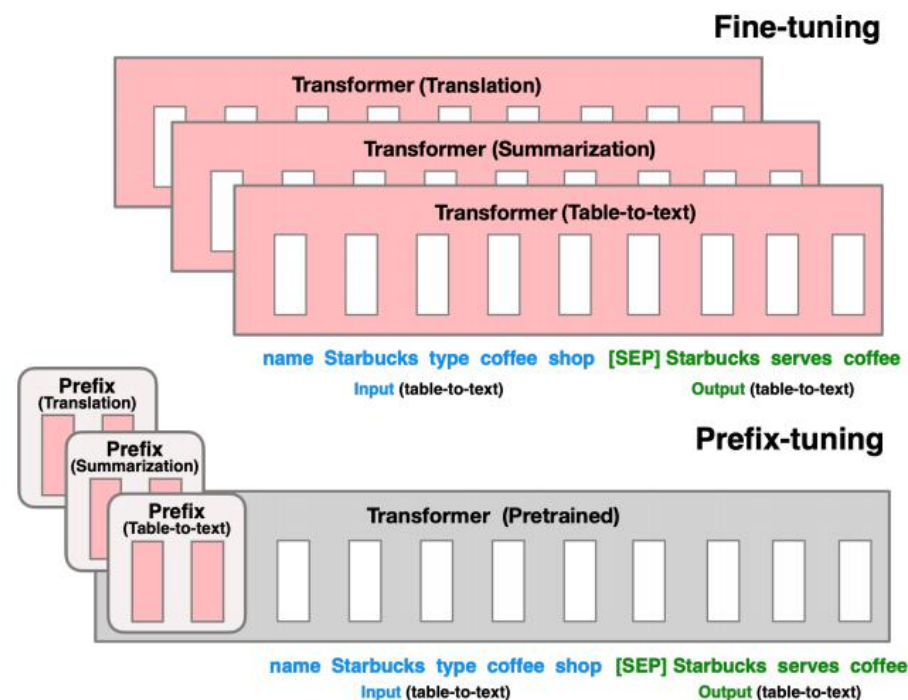 Fine-tuning
Transformer (Translation)
Transformer (Summarization)
Transformer (Table-to-text)
name Starbucks type coffee shop [SEP] Starbucks serves coffee
Input (table-to-text) Output (table-to-text)
Prefix-tuning
Prefix
(Translation)
Prefix
(Summarization)
Prefix
(Table-to-text)
Transformer (Pretrained)
name Starbucks type coffee shop [SEP] Starbucks serves coffee
Input (table-to-text) Output (table-to-text)